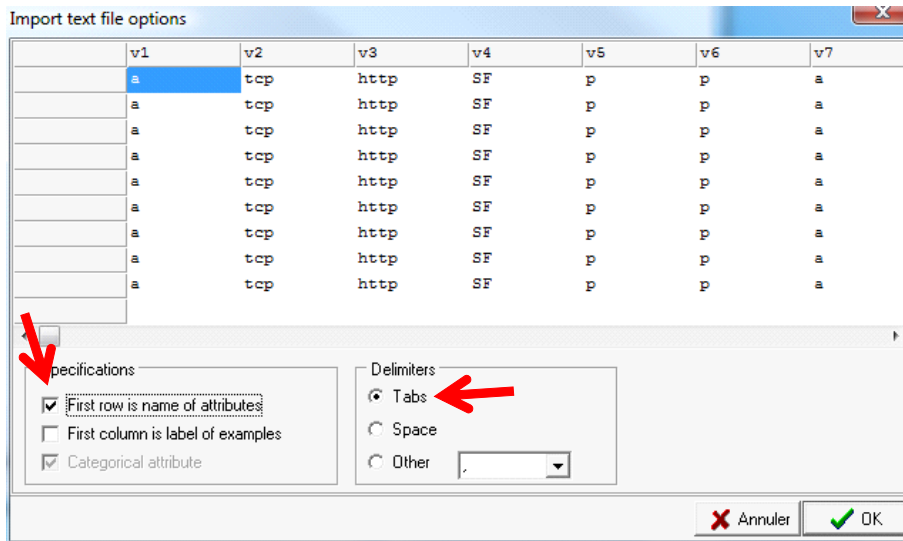 Import text file options
v1 v2 v3 v4 v5 v6 v7
a tcp http SF p p a
a tcp http SF p p a
a tcp http SF p p a
a tcp http SF p p a
a tcp http SF p p a
a tcp http SF p p a
a tcp http SF p p a
a tcp http SF p p a
a tcp http SF p p a
pecifications
First row is name of attributes
First column is label of examples
Categorical attribute
Delimiters
Tabs
Space
Other ,
Annuler OK